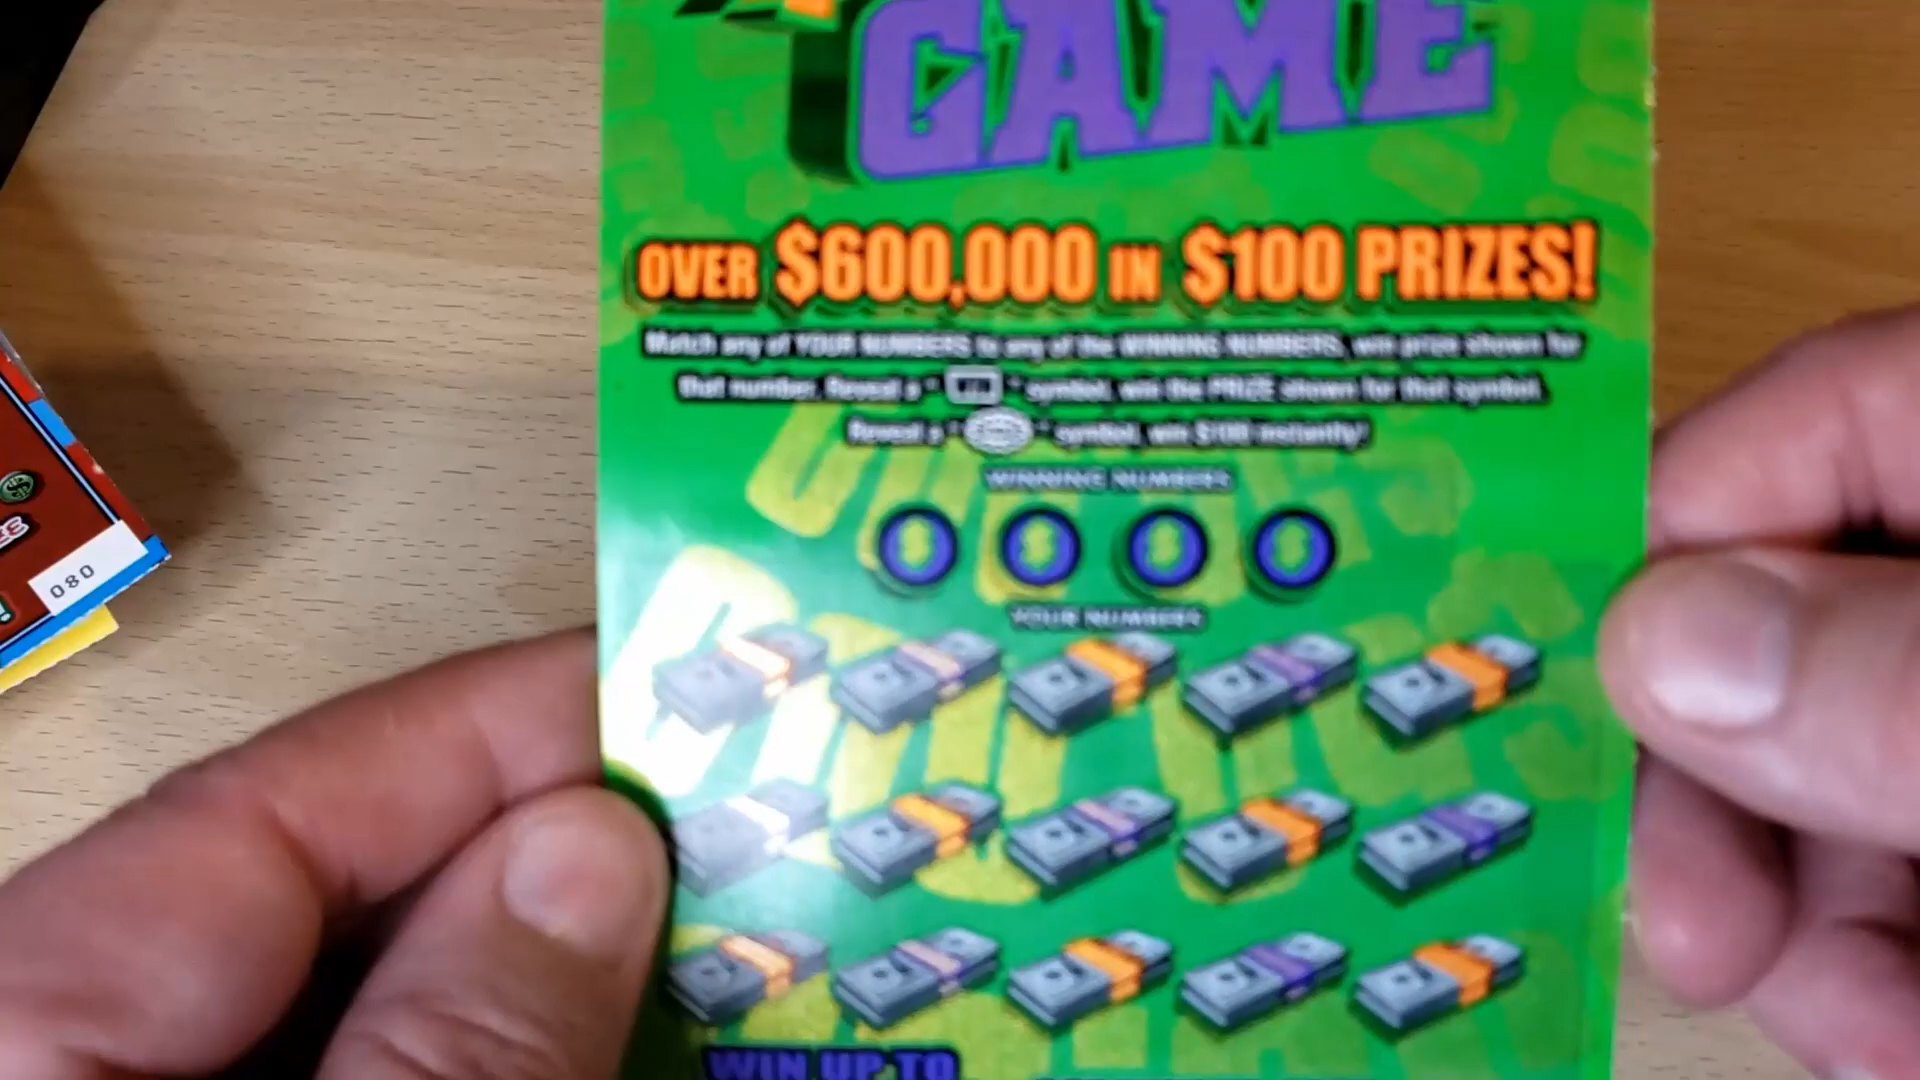 GAME
OVER $600,000 IN $100 PRIZES!
Match any of YOUR NUMBERS to any of the WINNING NUMBERS, win prize shown for
that number. Reveal a " " symbol, win the PRIZE shown for that symbol.
Reveal a " " symbol, win $100 instantly!
WINNING NUMBERS
YOUR NUMBERS
WIN UP TO
080